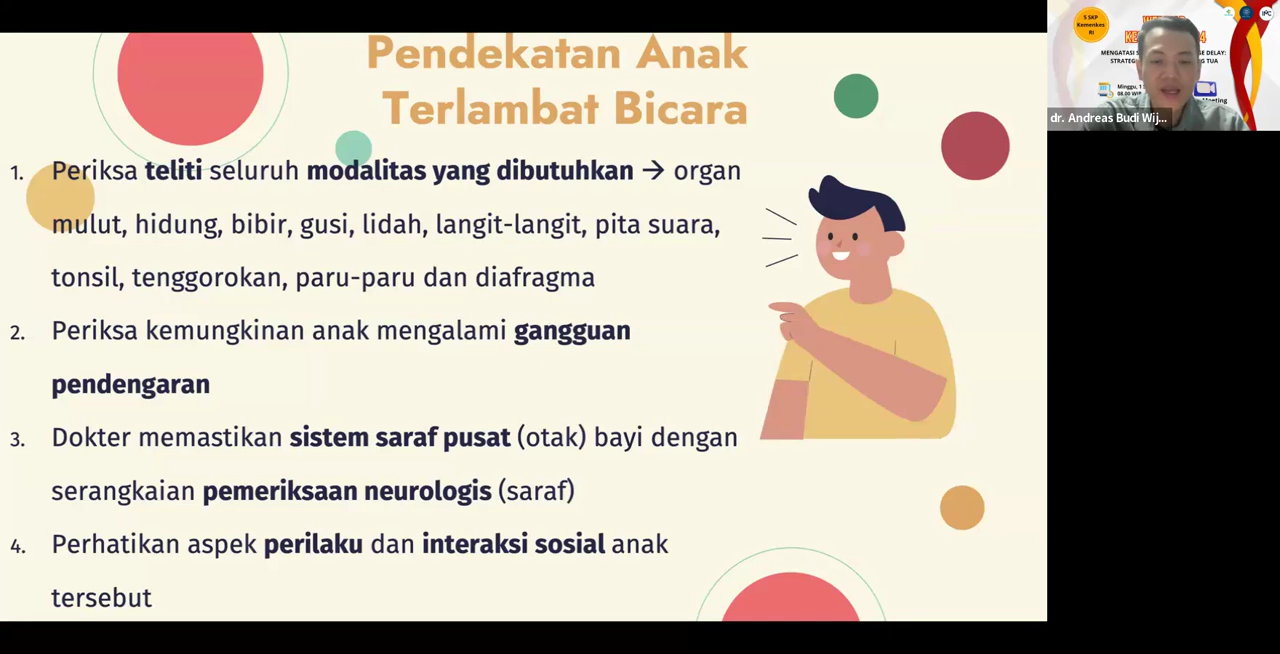 Pendekatan Anak
Terlambat Bicara
1. Periksa teliti seluruh modalitas yang dibutuhkan → organ
mulut, hidung, bibir, gusi, lidah, langit-langit, pita suara,
tonsil, tenggorokan, paru-paru dan diafragma
2. Periksa kemungkinan anak mengalami gangguan
pendengaran
3. Dokter memastikan sistem saraf pusat (otak) bayi dengan
serangkaian pemeriksaan neurologis (saraf)
4. Perhatikan aspek perilaku dan interaksi sosial anak
tersebut
5 SKP
Kemenkes
RI
MENGATASI
Minggu, 1
08.00 WIB
dr. Andreas Budi Wij...